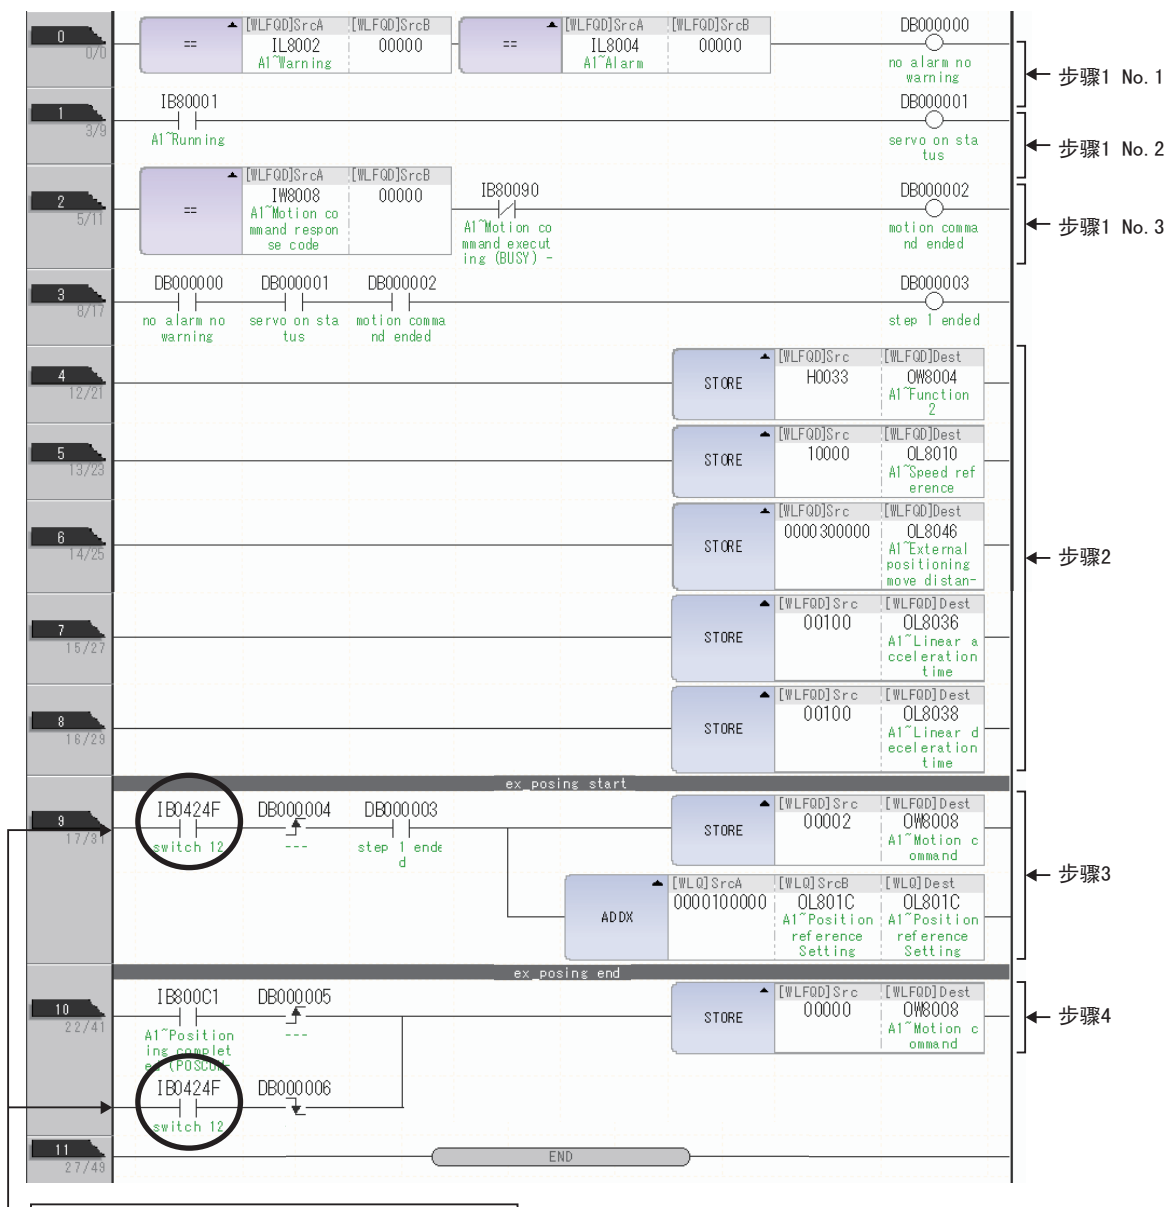 0
0/0
==
[WLFQD]SrcA
[WLFQD]SrcB
IL8002
00000
A1~Warning
==
[WLFQD]SrcA
[WLFQD]SrcB
IL8004
00000
A1~Alarm
DB000000
no alarm no
warning
步骤1 No.1
1
3/9
IB80001
A1~Running
DB000001
servo on sta
tus
步骤1 No.2
2
5/11
==
[WLFQD]SrcA
[WLFQD]SrcB
IW8008
00000
A1~Motion co
mmand respon
se code
IB80090
A1~Motion co
mmand execut
ing (BUSY) -
DB000002
motion comma
nd ended
步骤1 No.3
3
8/17
DB000000
no alarm no
warning
DB000001
servo on sta
tus
DB000002
motion comma
nd ended
DB000003
step 1 ended
4
12/21
STORE
[WLFQD]Src
[WLFQD]Dest
H0033
OW8004
A1~Function
2
5
13/23
STORE
[WLFQD]Src
[WLFQD]Dest
10000
OL8010
A1~Speed ref
erence
6
14/25
STORE
[WLFQD]Src
[WLFQD]Dest
0000300000
OL8046
A1~External
positioning
move distan-
步骤2
7
15/27
STORE
[WLFQD]Src
[WLFQD]Dest
00100
OL8036
A1~Linear a
cceleration
time
8
16/29
STORE
[WLFQD]Src
[WLFQD]Dest
00100
OL8038
A1~Linear d
eceleration
time
ex_posing start
9
17/31
IB0424F
switch 12
DB000004
---
DB000003
step 1 ende
d
STORE
[WLFQD]Src
[WLFQD]Dest
00002
OW8008
A1~Motion c
ommand
ADDX
[WLQ]SrcA
[WLQ]SrcB
[WLQ]Dest
0000100000
OL801C
OL801C
A1~Position
reference
Setting
A1~Position
reference
Setting
步骤3
ex_posing end
10
22/41
IB800C1
A1~Position
ing complet
ed (POSCOM-
DB000005
---
STORE
[WLFQD]Src
[WLFQD]Dest
00000
OW8008
A1~Motion c
ommand
步骤4
IB0424F
switch 12
DB000006
11
27/49
END